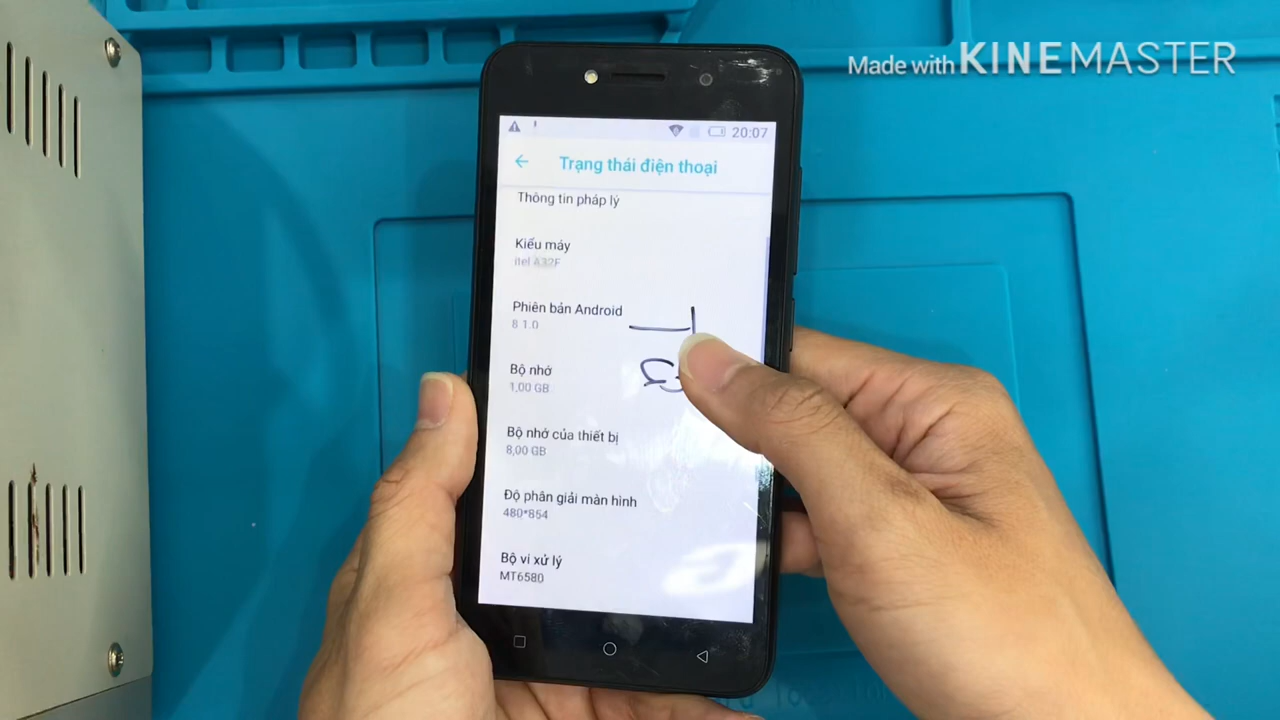 Made with KINEMASTER
20:07
Trạng thái điện thoại
Thông tin pháp lý
Kiểu máy
itel A32F
Phiên bản Android
8.1.0
Bộ nhớ
1,00 GB
Bộ nhớ của thiết bị
8,00 GB
Độ phân giải màn hình
480*854
Bộ vi xử lý
MT6580